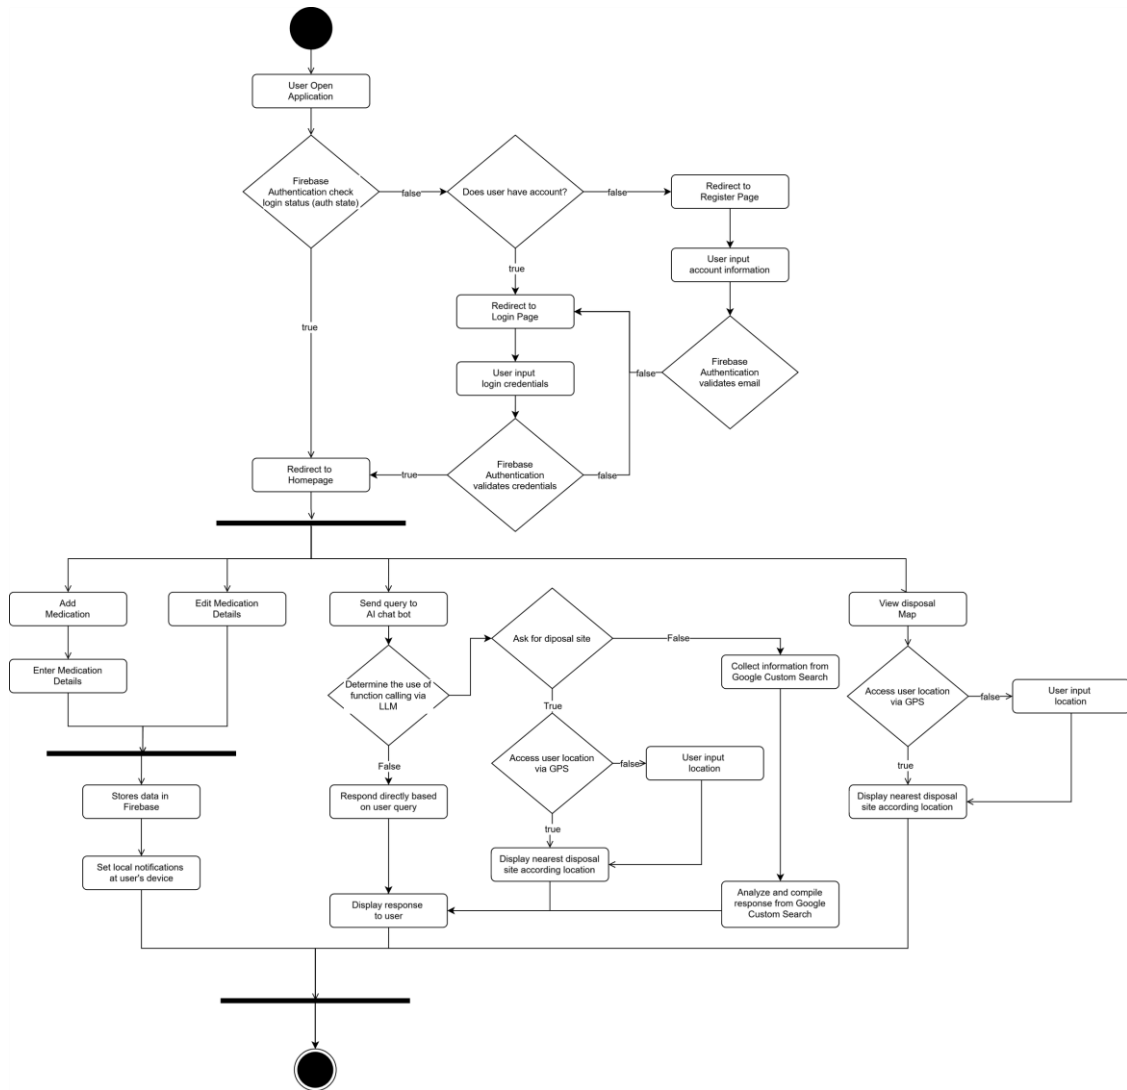 User Open
Application
Firebase
Authentication check
login status (auth state)
false
Does user have account?
false
Redirect to
Register Page
User input
account information
true
Redirect to
Login Page
true
User input
login credentials
false
Firebase
Authentication
validates email
Redirect to
Homepage
true
Firebase
Authentication
validates credentials
false
Add
Medication
Edit Medication
Details
Send query to
AI chat bot
Ask for diposal site
False
View disposal
Map
Enter Medication
Details
Determine the use of
function calling via
LLM
Collect information from
Google Custom Search
Access user location
via GPS
false
User input
location
True
False
Access user location
via GPS
false
User input
location
true
Stores data in
Firebase
Respond directly based
on user query
Display nearest disposal
site according location
true
Set local notifications
at user's device
Display nearest disposal
site according location
Display response
to user
Analyze and compile
response from Google
Custom Search